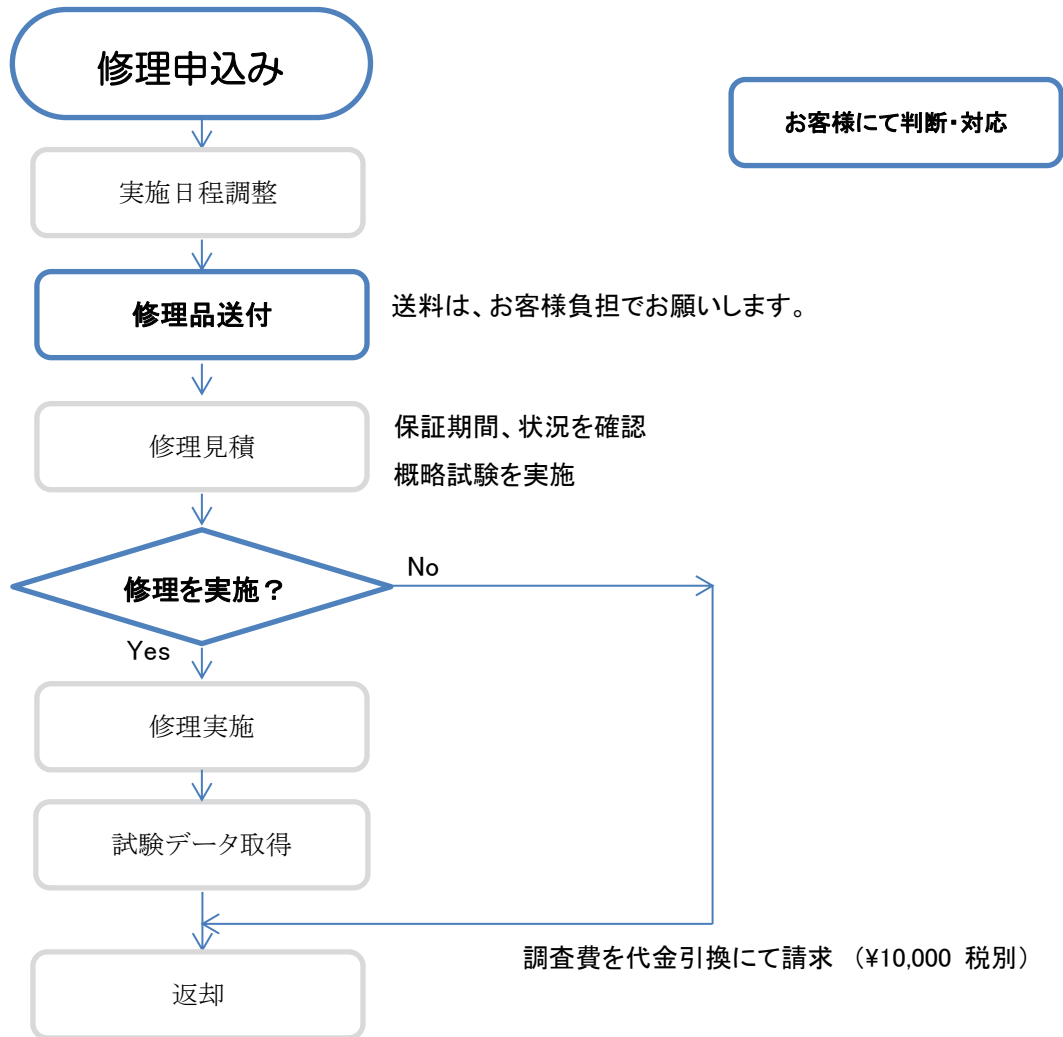 修理申込み
お客様にて判断・対応
実施日程調整
修理品送付
送料は、お客様負担でお願いします。
修理見積
保証期間、状況を確認
概略試験を実施
修理を実施？
No
Yes
修理実施
試験データ取得
調査費を代金引換にて請求 （¥10,000 税別）
返却